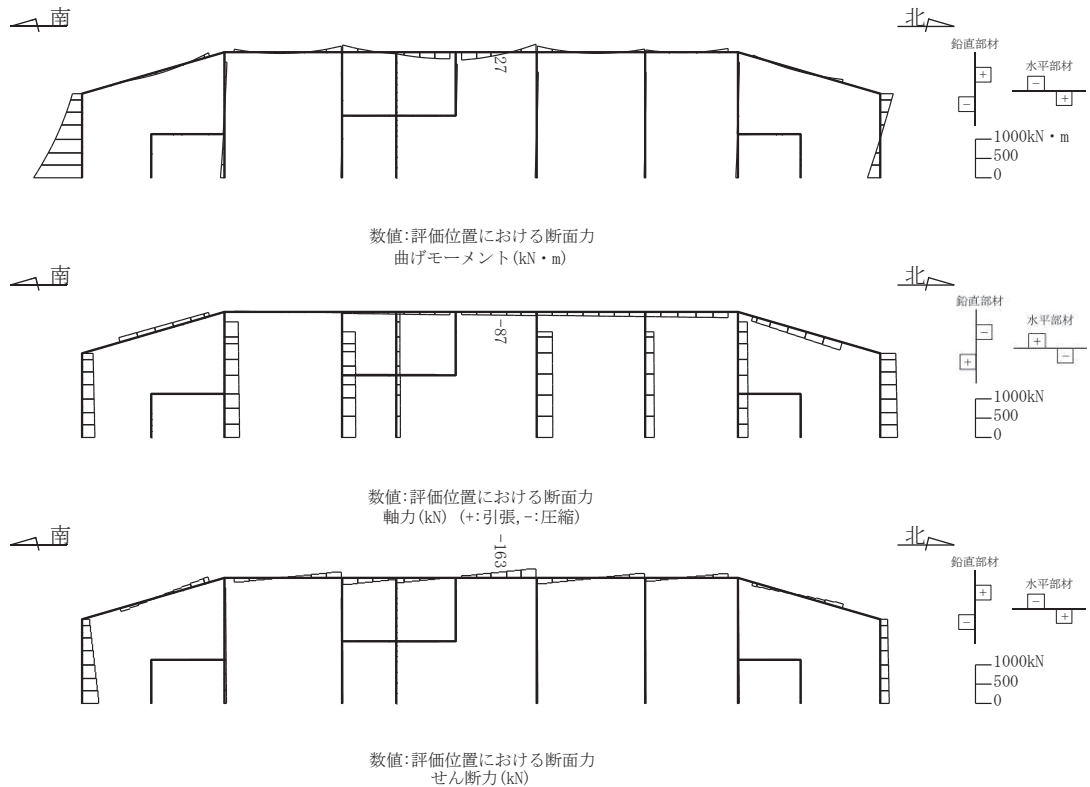 南
北
27
鉛直部材
+
-
水平部材
-
+
1000kN・m
500
0
数値:評価位置における断面力
曲げモーメント(kN・m)
南
北
-87
鉛直部材
-
+
水平部材
+
-
1000kN
500
0
数値:評価位置における断面力
軸力(kN) (+:引張,-:圧縮)
南
北
-163
鉛直部材
+
-
水平部材
-
+
1000kN
500
0
数値:評価位置における断面力
せん断力(kN)